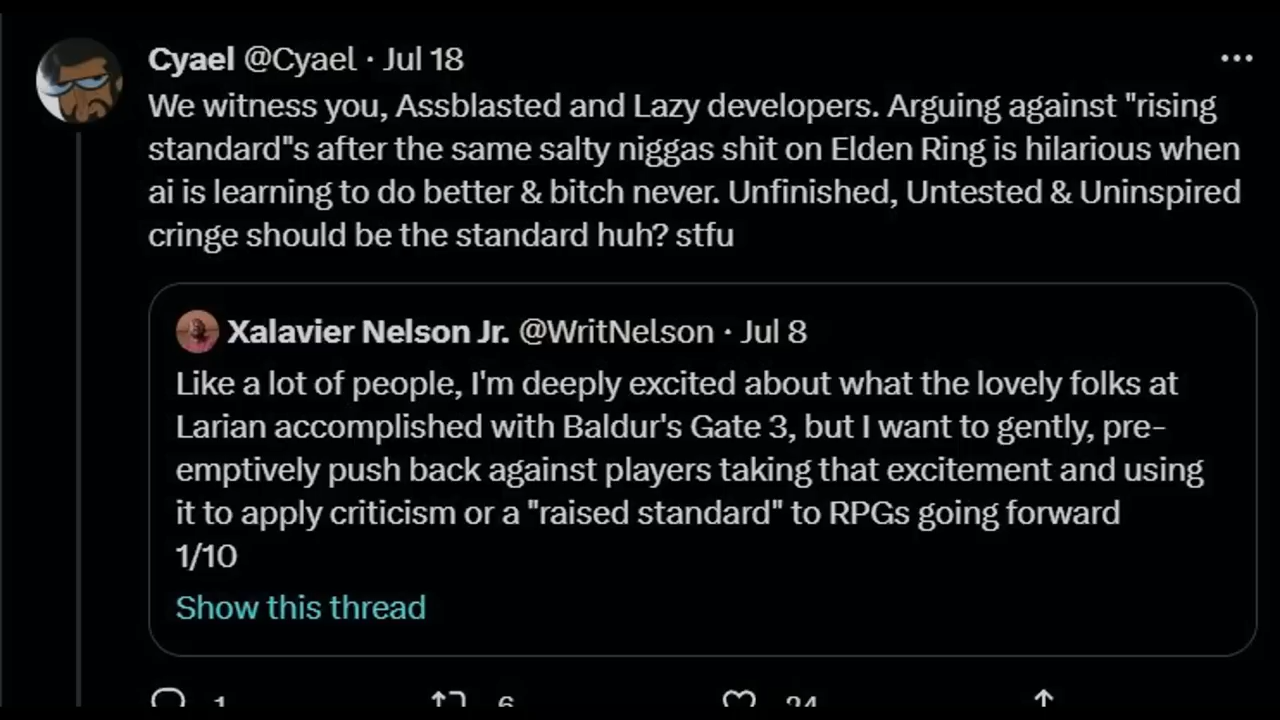 Cyael @Cyael · Jul 18
We witness you, Assblasted and Lazy developers. Arguing against "rising
standard"s after the same salty niggas shit on Elden Ring is hilarious when
ai is learning to do better & bitch never. Unfinished, Untested & Uninspired
cringe should be the standard huh? stfu
Xalavier Nelson Jr. @WritNelson · Jul 8
Like a lot of people, I'm deeply excited about what the lovely folks at
Larian accomplished with Baldur's Gate 3, but I want to gently, pre-
emptively push back against players taking that excitement and using
it to apply criticism or a "raised standard" to RPGs going forward
1/10
Show this thread
1 6 24